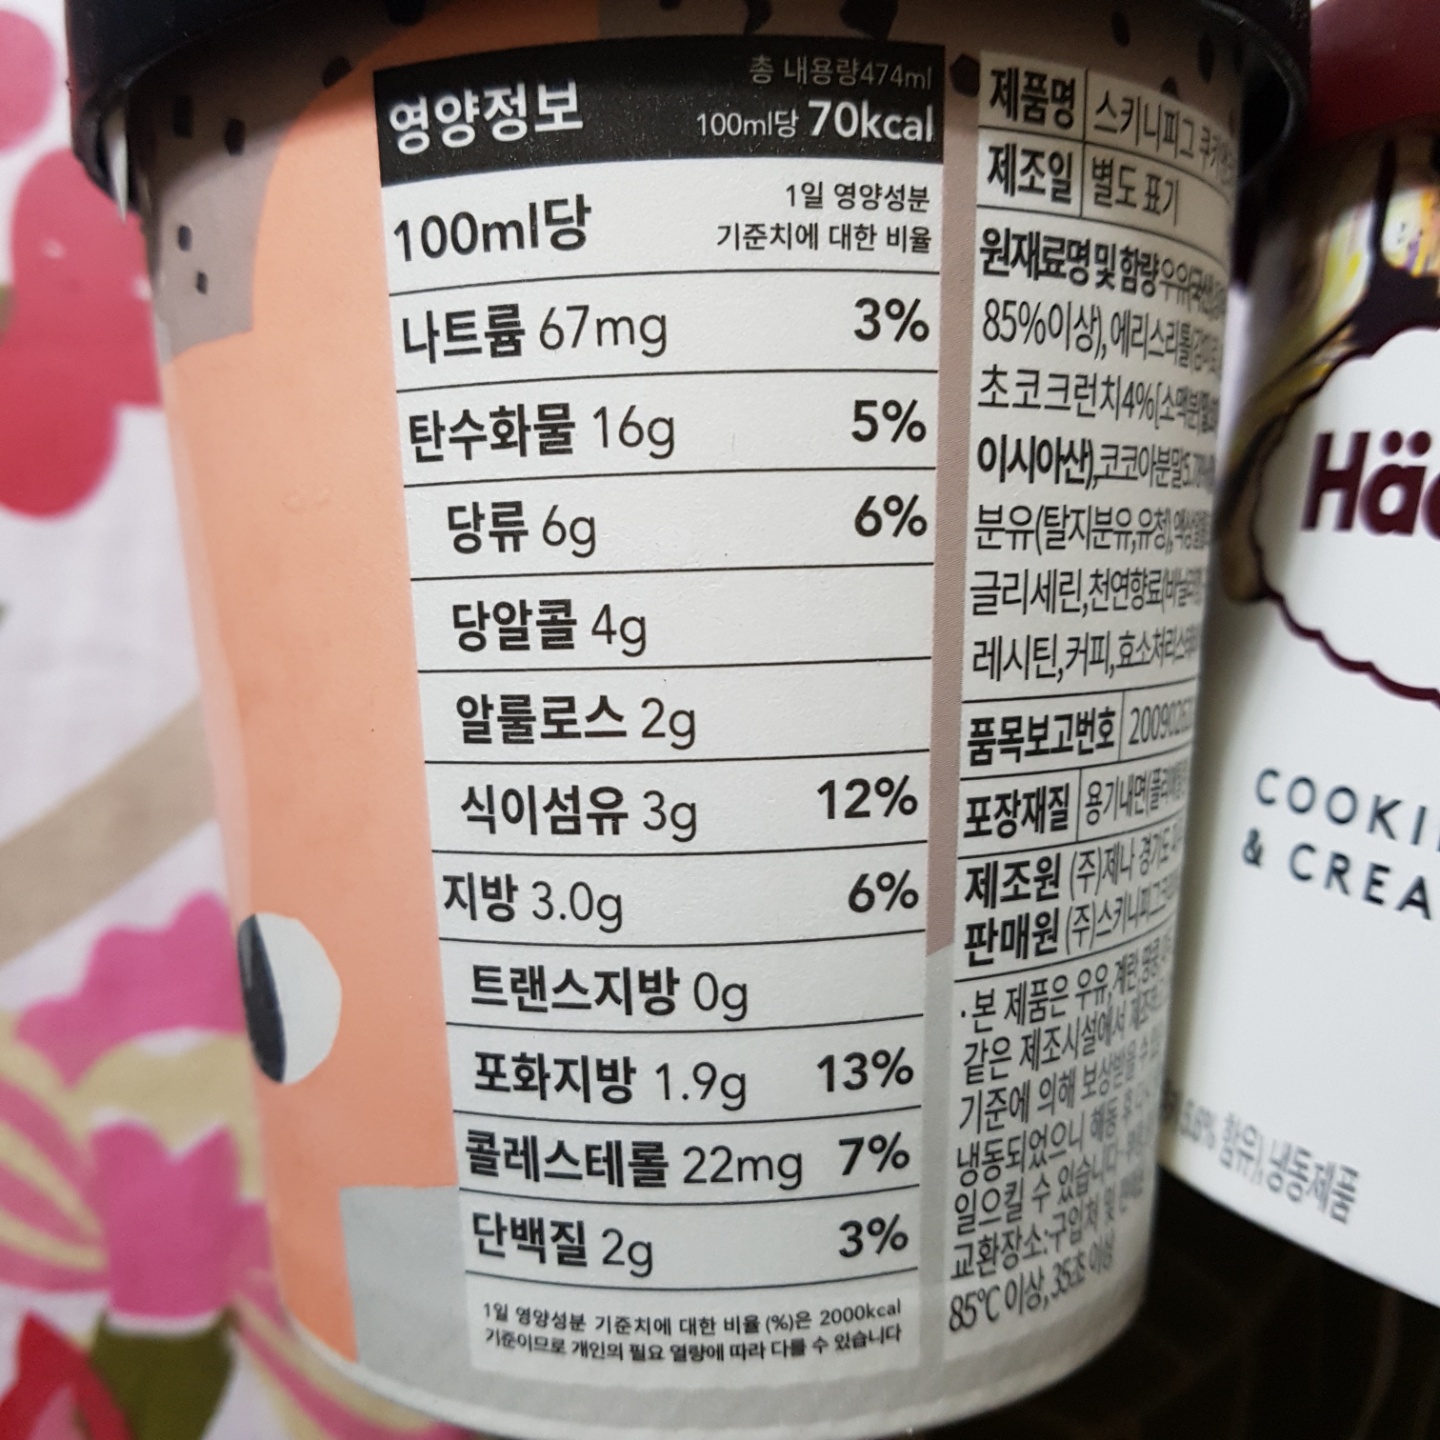 영양정보
총 내용량474ml
100ml당 70kcal
100ml당
1일 영양성분
기준치에 대한 비율
나트륨 67mg 3%
탄수화물 16g 5%
당류 6g 6%
당알콜 4g
알룰로스 2g
식이섬유 3g 12%
지방 3.0g 6%
트랜스지방 0g
포화지방 1.9g 13%
콜레스테롤 22mg 7%
단백질 2g 3%
1일 영양성분 기준치에 대한 비율(%)은 2000kcal
기준이므로 개인의 필요 열량에 따라 다를 수 있습니다
제품명 스키니피그
제조일 별도 표기
원재료명 및 함량 우유
85%이상), 에리스리톨
초코크런치4%[소맥분
이시아산), 코코아분말
분유(탈지분유,유청),
글리세린, 천연향료
레시틴, 커피, 효소처리
품목보고번호
포장재질 용기내면
제조원 (주)제나 경기도
판매원 (주)스키니피그
·본 제품은 우유, 계란, 땅콩
같은 제조시설에서
기준에 의해 보상받을 수
냉동되었으니 해동
일으킬 수 있습니다
교환장소:구입처 및
85℃ 이상, 35초 이상
Hä
COOKI
& CREA
함유), 냉동제품